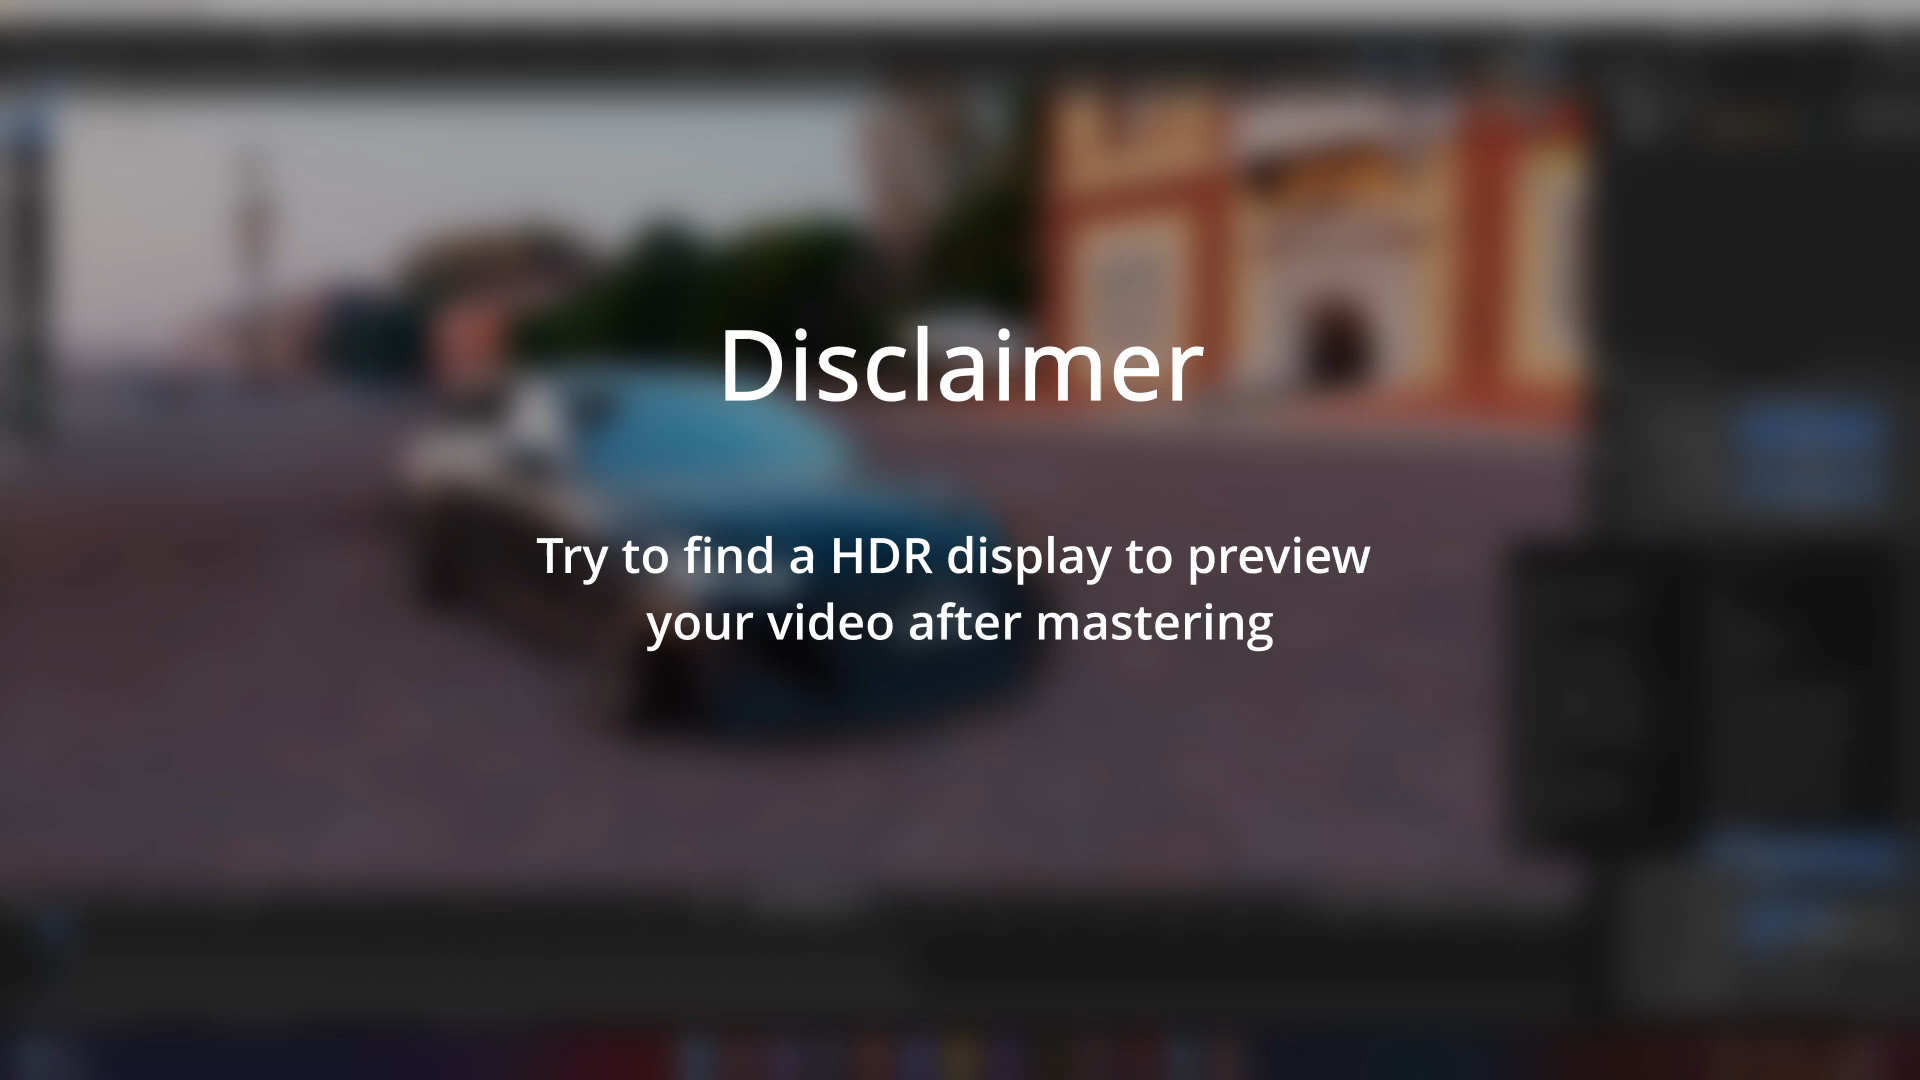 Disclaimer
Try to find a HDR display to preview
your video after mastering